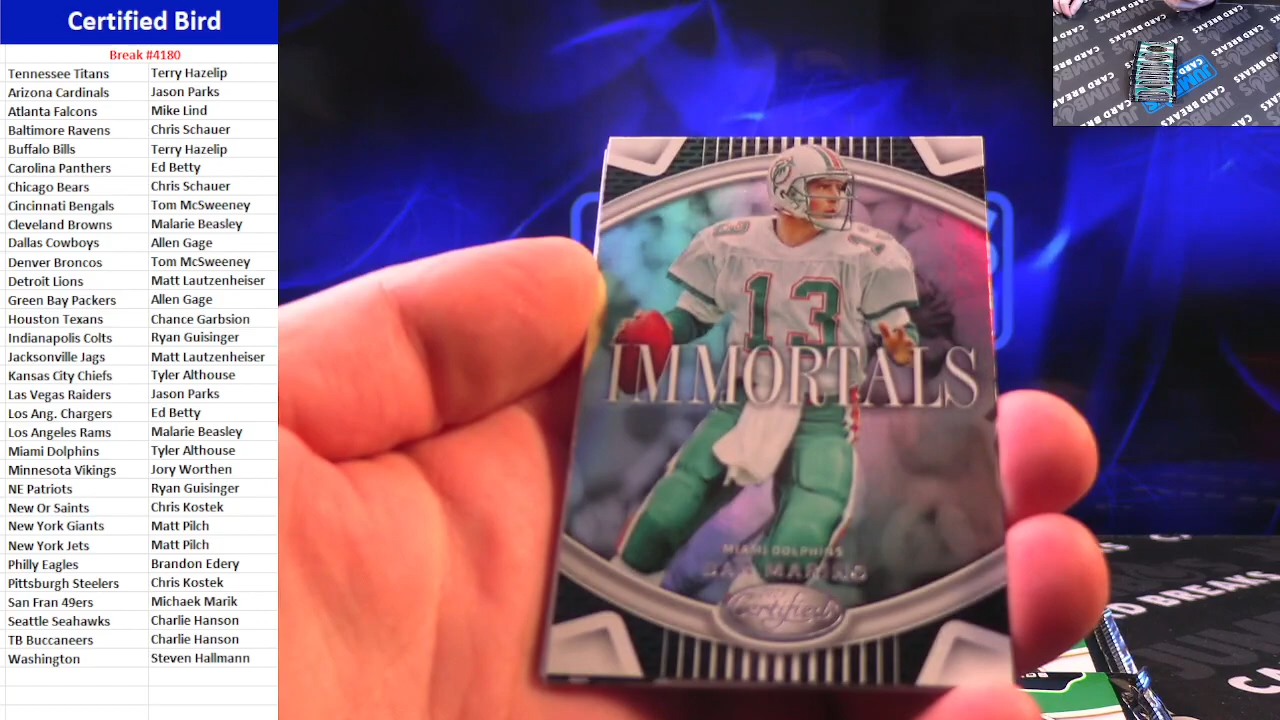 Certified Bird
Break #4180
Tennessee Titans Terry Hazelip
Arizona Cardinals Jason Parks
Atlanta Falcons Mike Lind
Baltimore Ravens Chris Schauer
Buffalo Bills Terry Hazelip
Carolina Panthers Ed Betty
Chicago Bears Chris Schauer
Cincinnati Bengals Tom McSweeney
Cleveland Browns Malarie Beasley
Dallas Cowboys Allen Gage
Denver Broncos Tom McSweeney
Detroit Lions Matt Lautzenheiser
Green Bay Packers Allen Gage
Houston Texans Chance Garbsion
Indianapolis Colts Ryan Guisinger
Jacksonville Jags Matt Lautzenheiser
Kansas City Chiefs Tyler Althouse
Las Vegas Raiders Jason Parks
Los Ang. Chargers Ed Betty
Los Angeles Rams Malarie Beasley
Miami Dolphins Tyler Althouse
Minnesota Vikings Jory Worthen
NE Patriots Ryan Guisinger
New Or Saints Chris Kostek
New York Giants Matt Pilch
New York Jets Matt Pilch
Philly Eagles Brandon Edery
Pittsburgh Steelers Chris Kostek
San Fran 49ers Michaek Marik
Seattle Seahawks Charlie Hanson
TB Buccaneers Charlie Hanson
Washington Steven Hallmann
13
IMMORTALS
MIAMI DOLPHINS
DAN MARINO
Certified
CARD BREAKS
JUMBO
CARD BREAKS